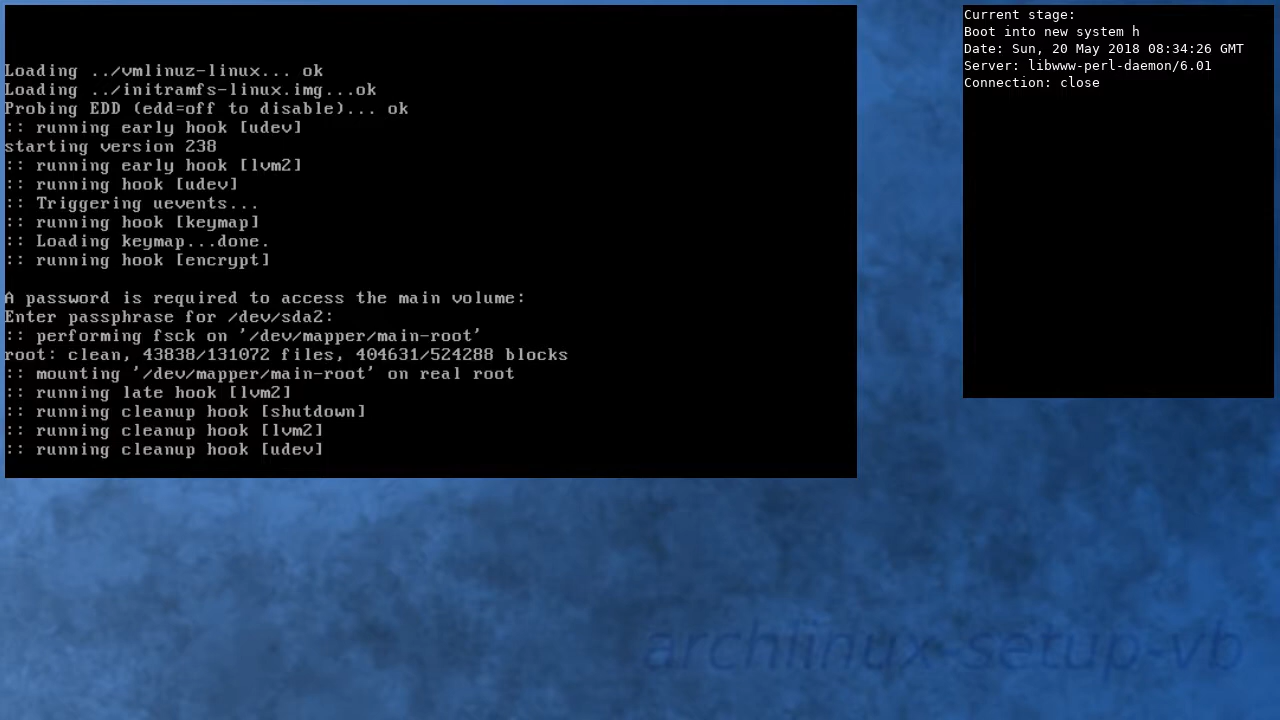 Loading ../vmlinuz-linux... ok
Loading ../initramfs-linux.img...ok
Probing EDD (edd=off to disable)... ok
:: running early hook [udev]
starting version 238
:: running early hook [lvm2]
:: running hook [udev]
:: Triggering uevents...
:: running hook [keymap]
:: Loading keymap...done.
:: running hook [encrypt]
A password is required to access the main volume:
Enter passphrase for /dev/sda2:
:: performing fsck on '/dev/mapper/main-root'
root: clean, 43838/131072 files, 404631/524288 blocks
:: mounting '/dev/mapper/main-root' on real root
:: running late hook [lvm2]
:: running cleanup hook [shutdown]
:: running cleanup hook [lvm2]
:: running cleanup hook [udev]
Current stage:
Boot into new system h
Date: Sun, 20 May 2018 08:34:26 GMT
Server: libwww-perl-daemon/6.01
Connection: close
archlinux-setup-vb